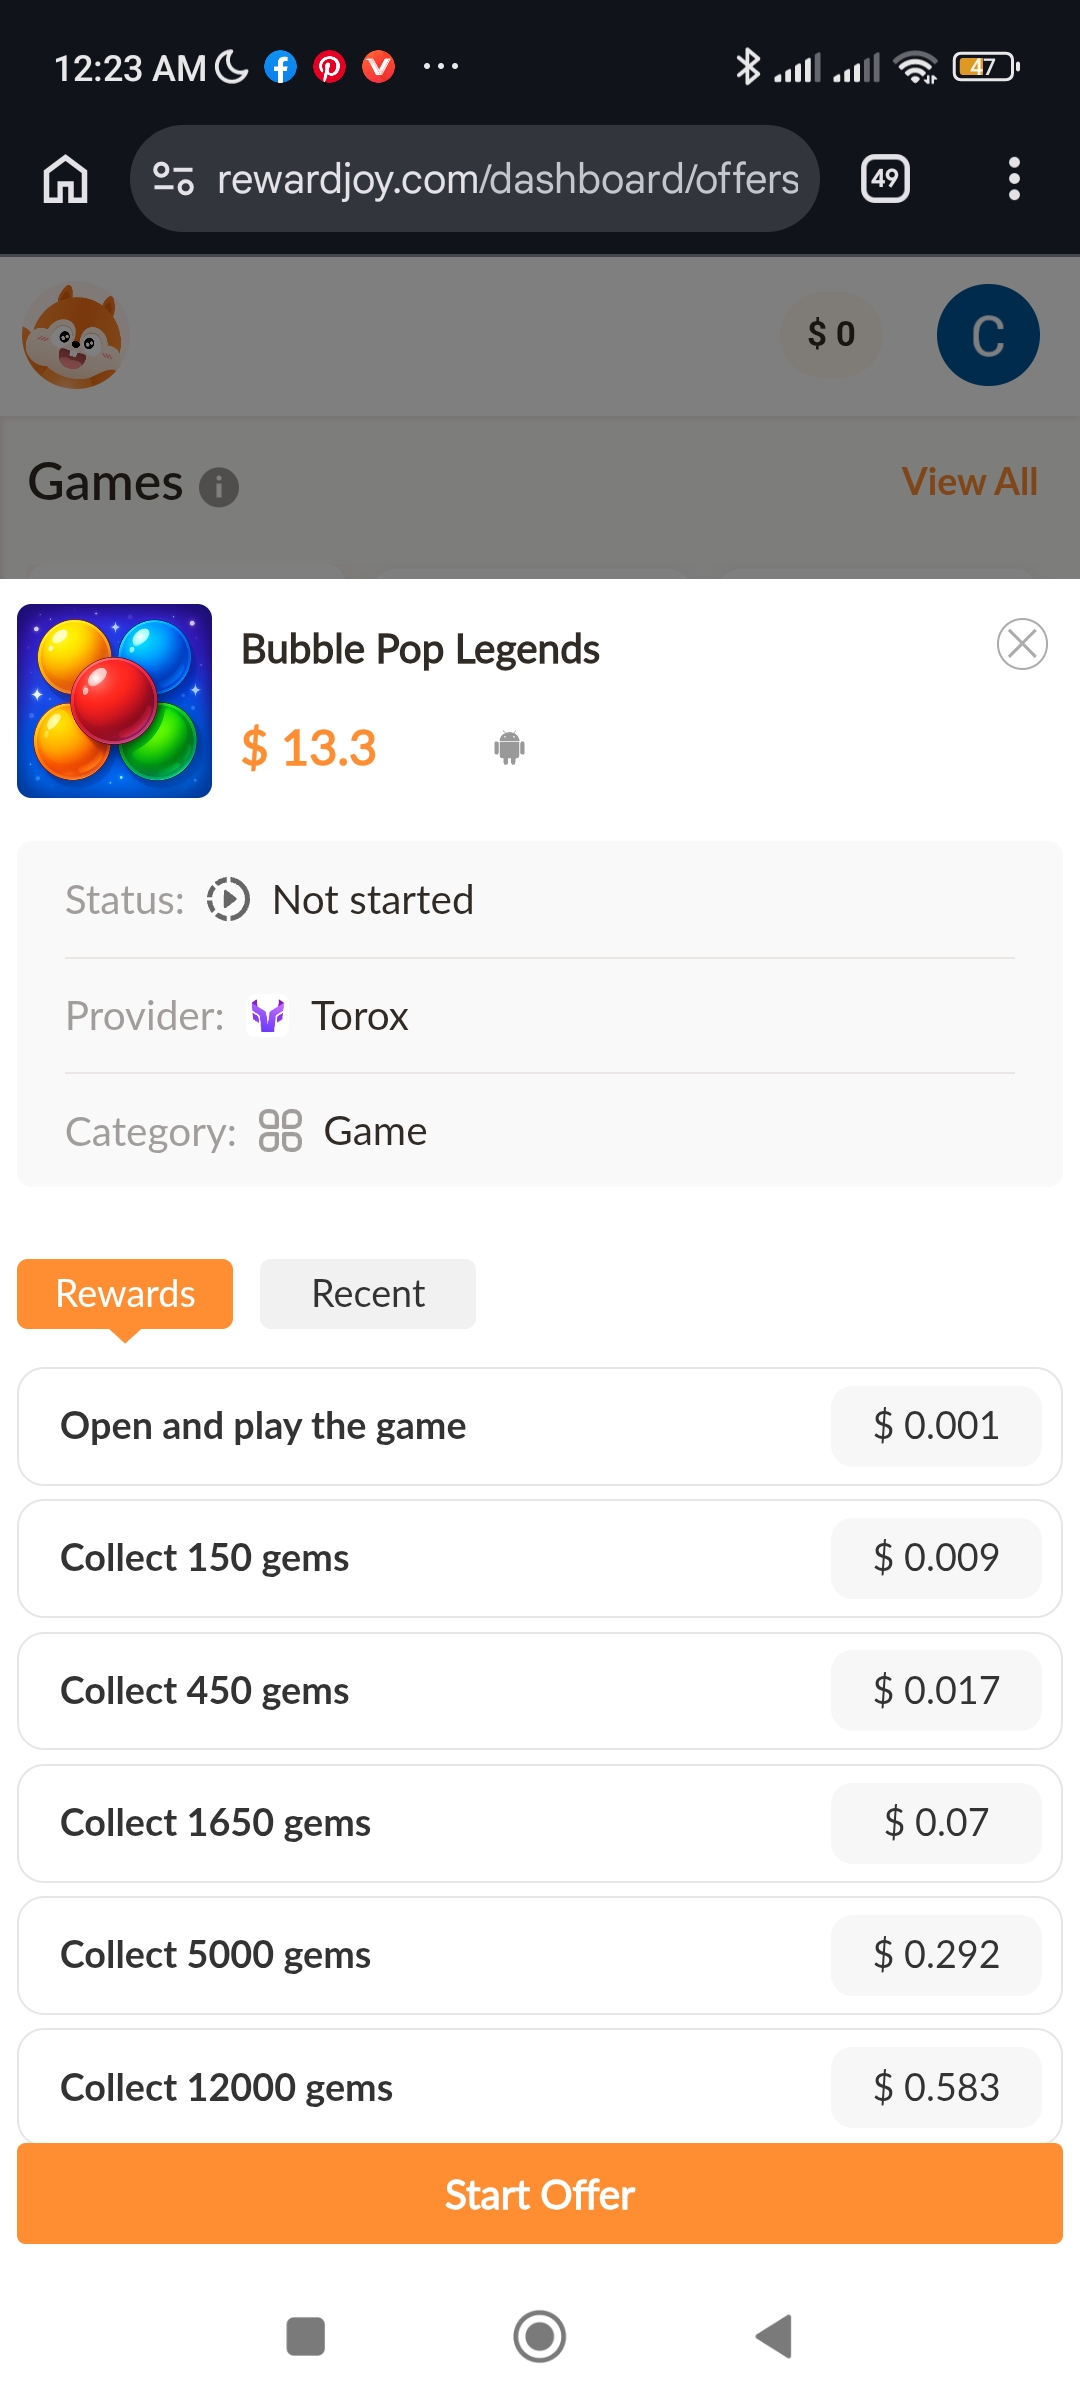 12:23 AM
47
rewardjoy.com/dashboard/offers
49
$ 0
C
Games
View All
Bubble Pop Legends
$ 13.3
Status: Not started
Provider: Torox
Category: Game
Rewards
Recent
Open and play the game
$ 0.001
Collect 150 gems
$ 0.009
Collect 450 gems
$ 0.017
Collect 1650 gems
$ 0.07
Collect 5000 gems
$ 0.292
Collect 12000 gems
$ 0.583
Start Offer